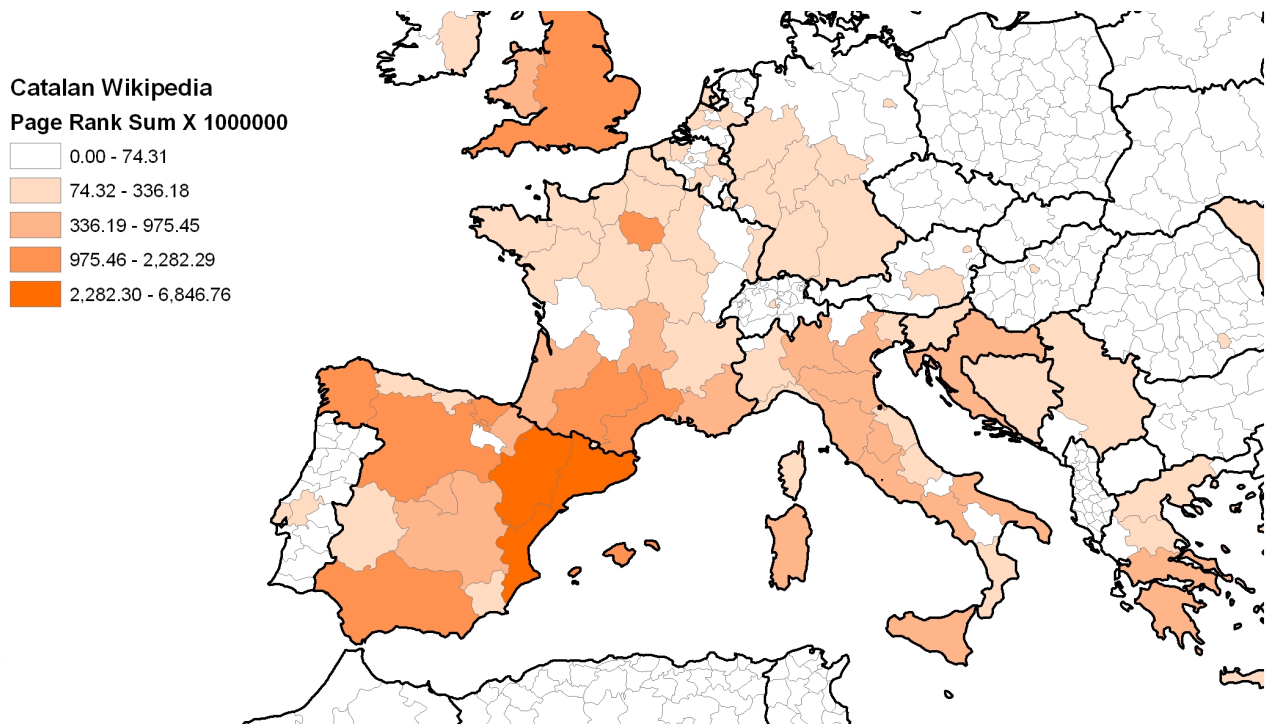 Catalan Wikipedia
Page Rank Sum X 1000000
0.00 - 74.31
74.32 - 336.18
336.19 - 975.45
975.46 - 2,282.29
2,282.30 - 6,846.76